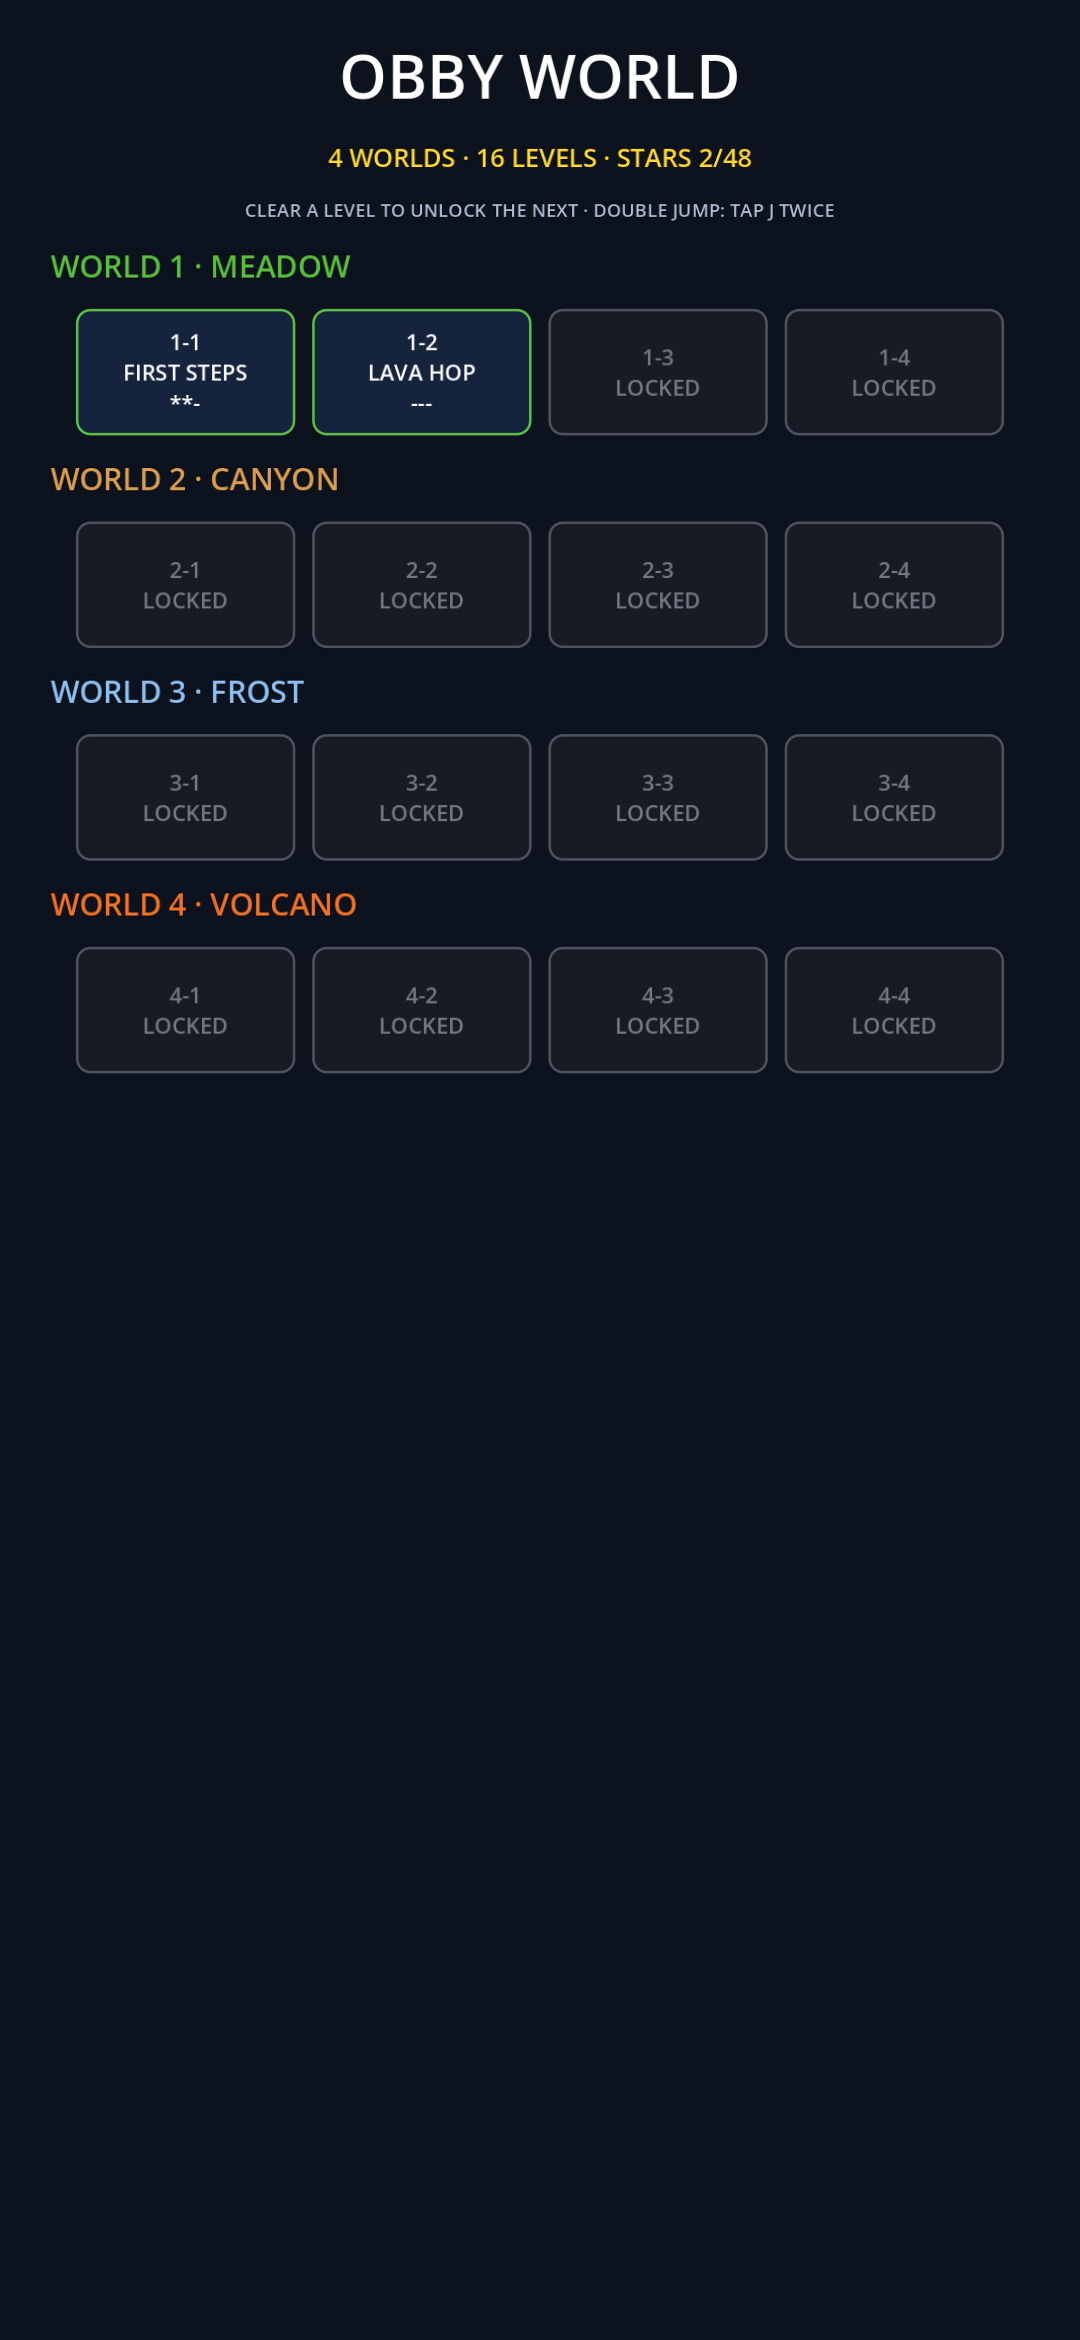 OBBY WORLD
4 WORLDS · 16 LEVELS · STARS 2/48
CLEAR A LEVEL TO UNLOCK THE NEXT · DOUBLE JUMP: TAP J TWICE
WORLD 1 · MEADOW
1-1
FIRST STEPS
**-
1-2
LAVA HOP
---
1-3
LOCKED
1-4
LOCKED
WORLD 2 · CANYON
2-1
LOCKED
2-2
LOCKED
2-3
LOCKED
2-4
LOCKED
WORLD 3 · FROST
3-1
LOCKED
3-2
LOCKED
3-3
LOCKED
3-4
LOCKED
WORLD 4 · VOLCANO
4-1
LOCKED
4-2
LOCKED
4-3
LOCKED
4-4
LOCKED